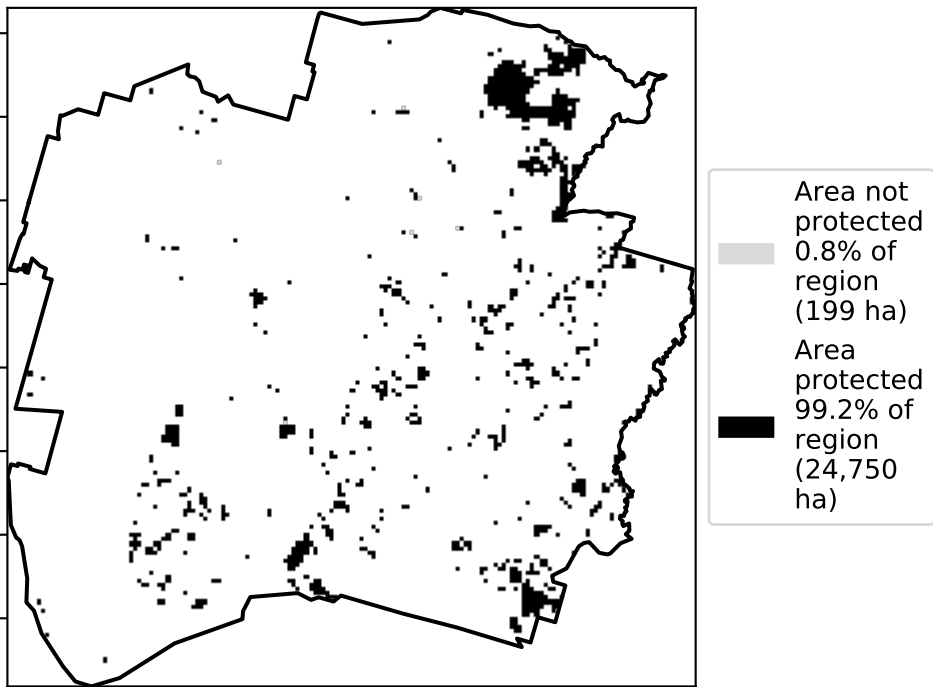 Area not
protected
0.8% of
region
(199 ha)
Area
protected
99.2% of
region
(24,750
ha)